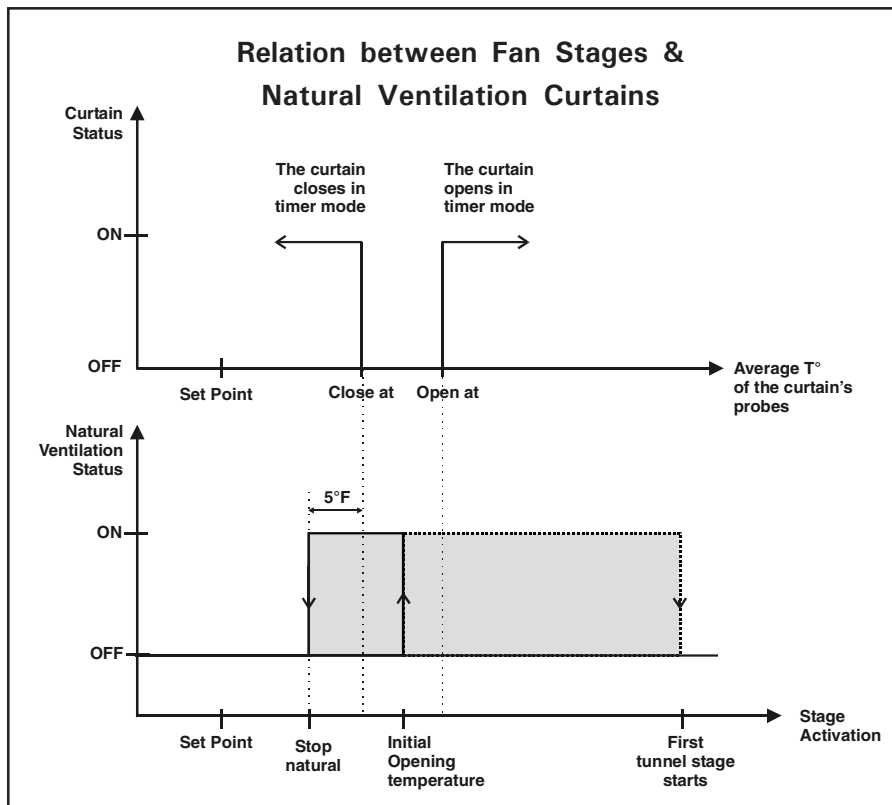 Relation between Fan Stages &
Natural Ventilation Curtains
Curtain
Status
The curtain
closes in
timer mode
The curtain
opens in
timer mode
ON
OFF
Set Point
Close at
Open at
Average T°
of the curtain's
probes
Natural
Ventilation
Status
5°F
ON
OFF
Set Point
Stop
natural
Initial
Opening
temperature
First
tunnel stage
starts
Stage
Activation